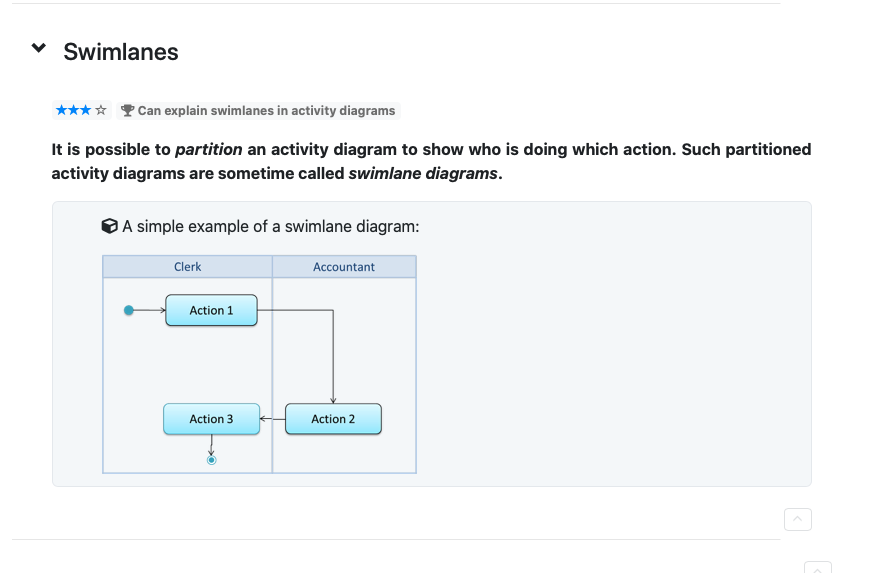 Swimlanes
★★★☆ Can explain swimlanes in activity diagrams
It is possible to partition an activity diagram to show who is doing which action. Such partitioned
activity diagrams are sometime called swimlane diagrams.
A simple example of a swimlane diagram:
Clerk Accountant
Action 1
Action 3 Action 2